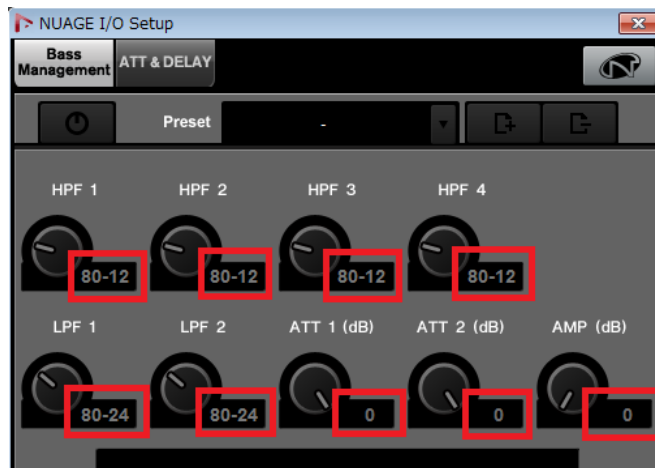 NUAGE I/O Setup
Bass Management
ATT & DELAY
Preset -
HPF 1 HPF 2 HPF 3 HPF 4
80-12 80-12 80-12 80-12
LPF 1 LPF 2 ATT 1 (dB) ATT 2 (dB) AMP (dB)
80-24 80-24 0 0 0